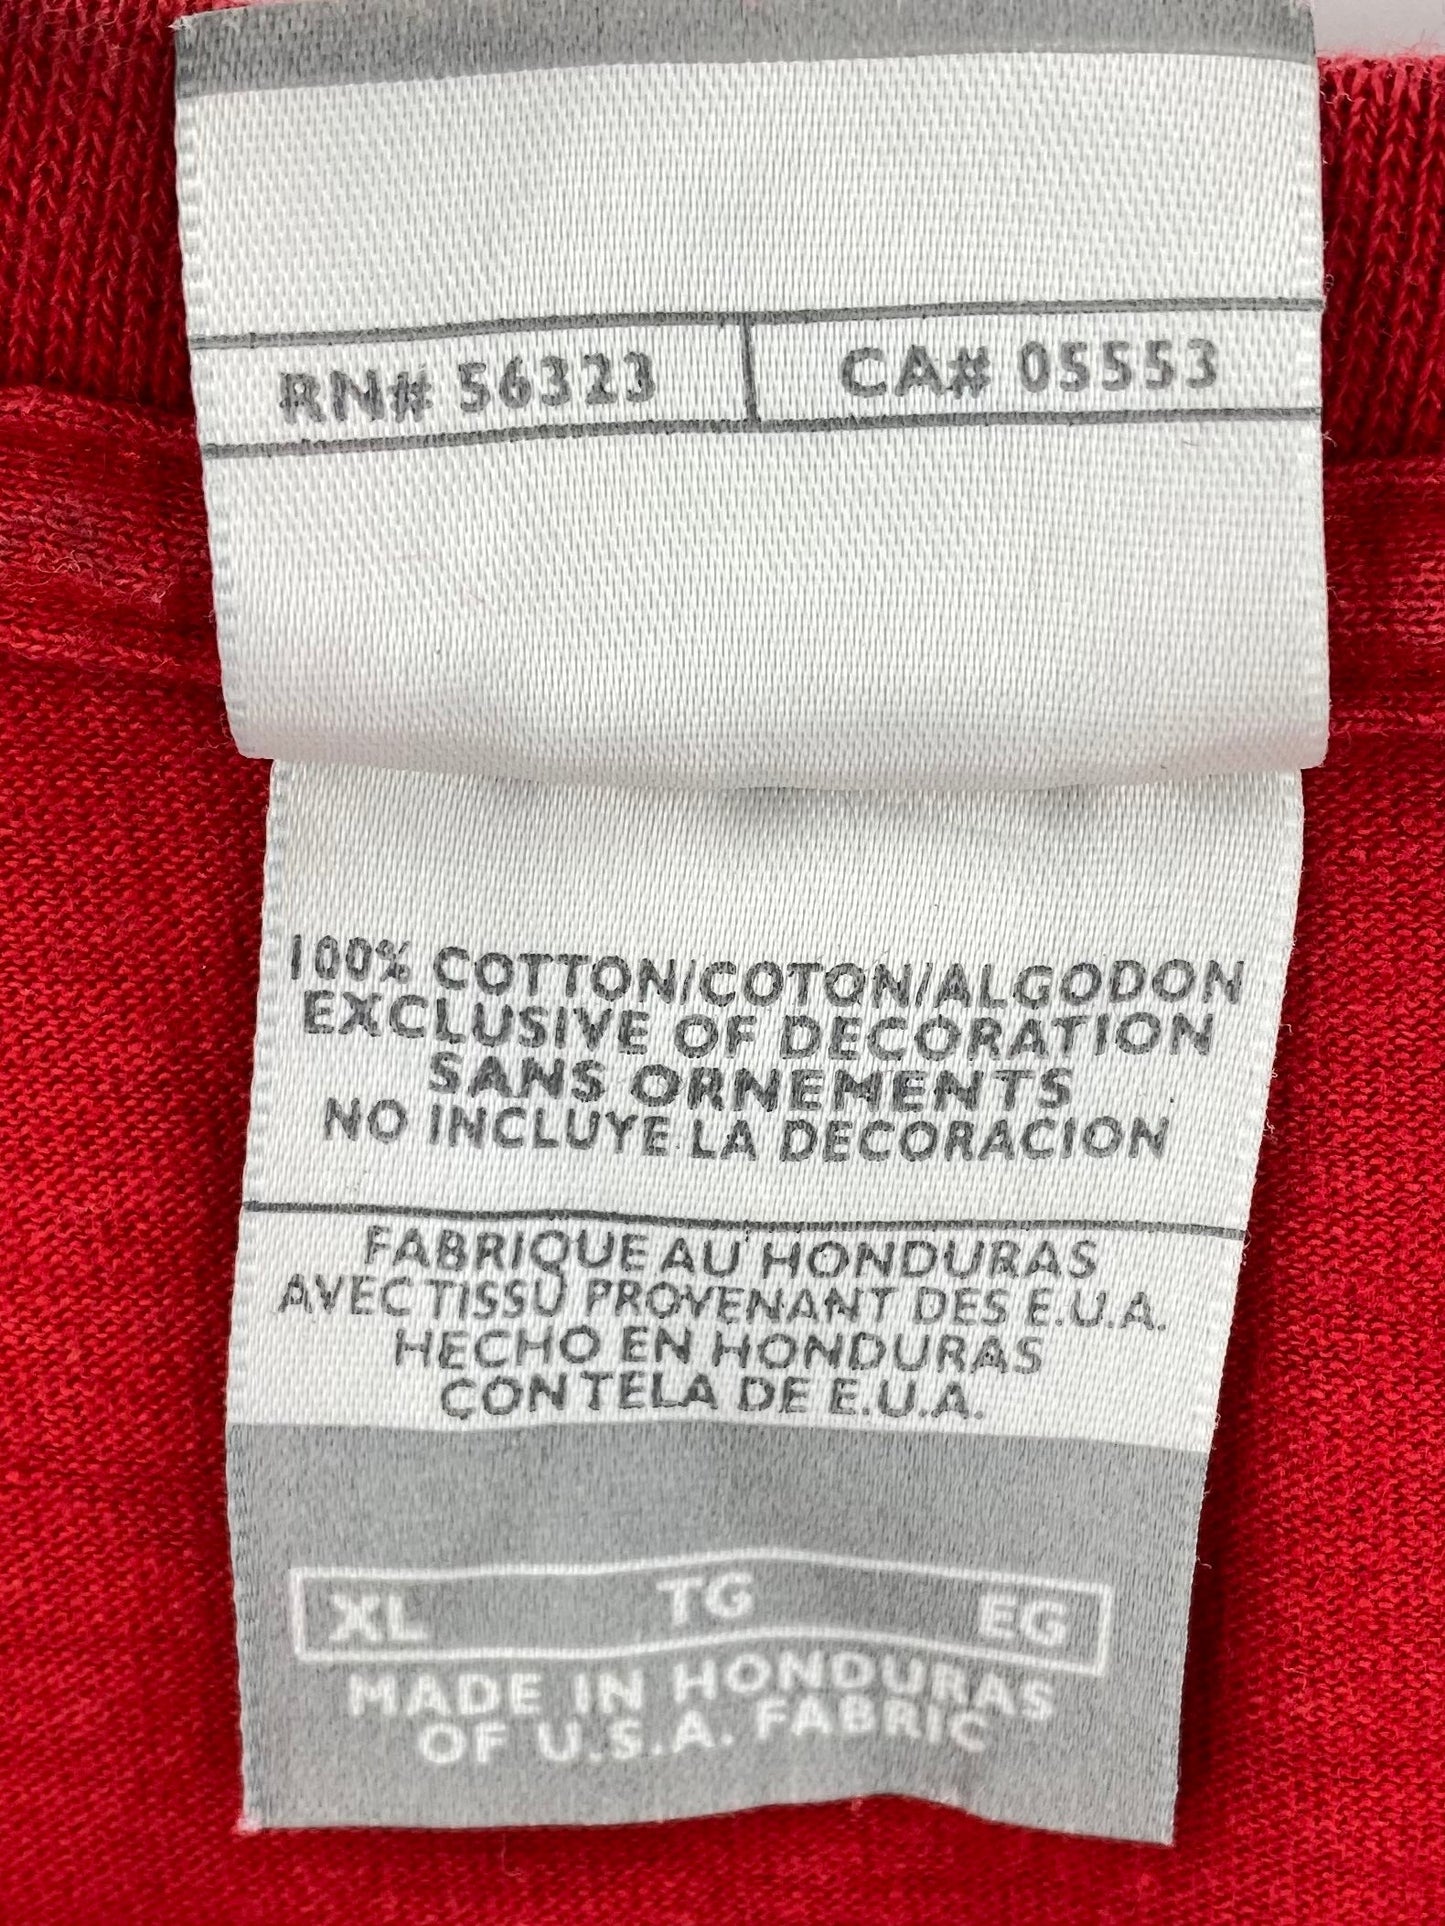 RN# 56323 CA# 05553
100% COTTON/COTON/ALGODON
EXCLUSIVE OF DECORATION
SANS ORNEMENTS
NO INCLUYE LA DECORACION
FABRIQUE AU HONDURAS
AVEC TISSU PROVENANT DES E.U.A.
HECHO EN HONDURAS
CON TELA DE E.U.A.
XL TG EG
MADE IN HONDURAS
OF U.S.A. FABRIC